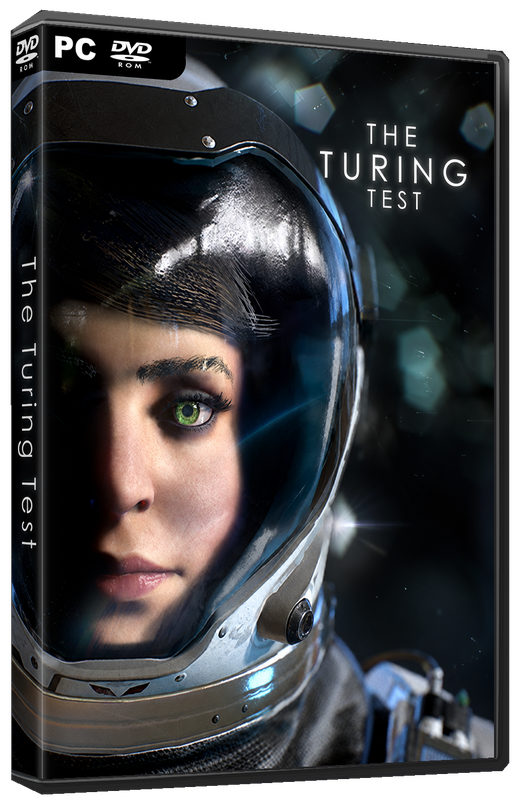 DVD
ROM
PC DVD
ROM
THE
TURING
TEST
The Turing Test